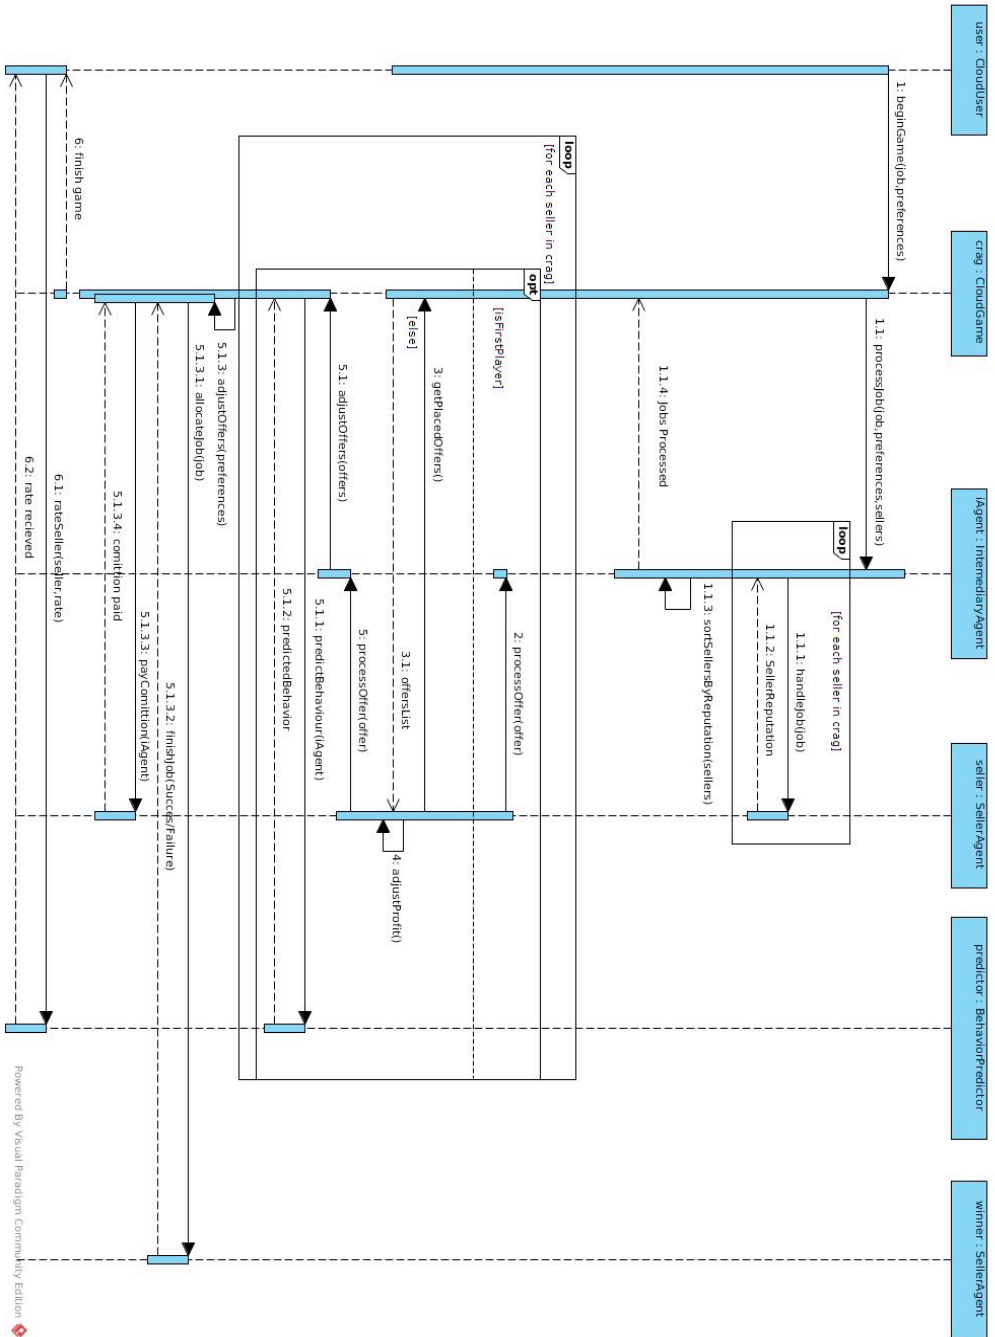 user : CloudUser
crag : CloudGame
iAgent : IntemediaryAgent
seller : SellerAgent
predictor : BehaviorPredictor
winner : SellerAgent
1: beginGame(job,preferences)
1.1: processJob(job,preferences,sellers)
loop
[for each seller in crag]
1.1.1: handleJob(job)
1.1.2: SellerReputation
1.1.3: sortSellersByReputation(sellers)
1.1.4: Jobs Processed
loop
[for each seller in crag]
opt
[isFirstPlayer]
2: processOffer(offer)
[else]
3: getPlacedOffers()
3.1: offersList
4: adjustProfit()
5: processOffer(offer)
5.1: adjustOffers(offers)
5.1.1: predictBehaviour(iAgent)
5.1.2: predictedBehavior
5.1.3: adjustOffers(preferences)
5.1.3.1: allocateJob(job)
5.1.3.2: finishJob(Succes/Failure)
5.1.3.3: payComittion(iAgent)
5.1.3.4: comittion paid
6: finish game
6.1: rateSeller(seller,rate)
6.2: rate recieved
Powered By Visual Paradigm Community Edition